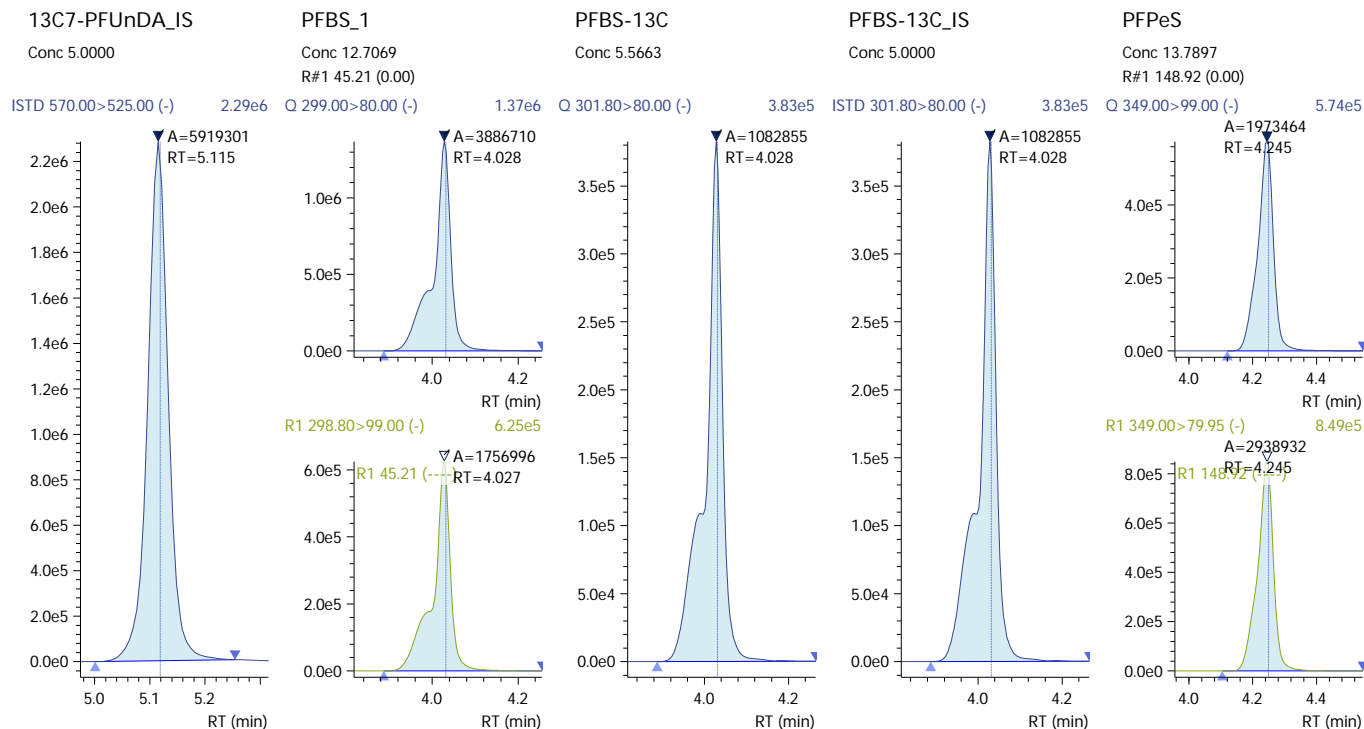 13C7-PFUnDA_IS
Conc 5.0000
ISTD 570.00>525.00 (-) 2.29e6
A=5919301
RT=5.115
2.2e6
2.0e6
1.8e6
1.6e6
1.4e6
1.2e6
1.0e6
8.0e5
6.0e5
4.0e5
2.0e5
0.0e0
5.0 5.1 5.2
RT (min)
PFBS_1
Conc 12.7069
R#1 45.21 (0.00)
Q 299.00>80.00 (-) 1.37e6
A=3886710
RT=4.028
1.0e6
5.0e5
0.0e0
4.0 4.2
RT (min)
R1 298.80>99.00 (-) 6.25e5
A=1756996
RT=4.027
R1 45.21 (----)
6.0e5
4.0e5
2.0e5
0.0e0
4.0 4.2
RT (min)
PFBS-13C
Conc 5.5663
Q 301.80>80.00 (-) 3.83e5
A=1082855
RT=4.028
3.5e5
3.0e5
2.5e5
2.0e5
1.5e5
1.0e5
0.0e0
4.0 4.2
RT (min)
PFBS-13C_IS
Conc 5.0000
ISTD 301.80>80.00 (-) 3.83e5
A=1082855
RT=4.028
3.5e5
3.0e5
2.5e5
2.0e5
1.5e5
1.0e5
0.0e0
4.0 4.2
RT (min)
PFPeS
Conc 13.7897
R#1 148.92 (0.00)
Q 349.00>99.00 (-) 5.74e5
A=1973464
RT=4.245
4.0e5
2.0e5
0.0e0
4.0 4.2 4.4
RT (min)
R1 349.00>79.95 (-) 8.49e5
A=2938932
RT=4.245
R1 148.92 (----)
8.0e5
6.0e5
4.0e5
2.0e5
0.0e0
4.0 4.2 4.4
RT (min)